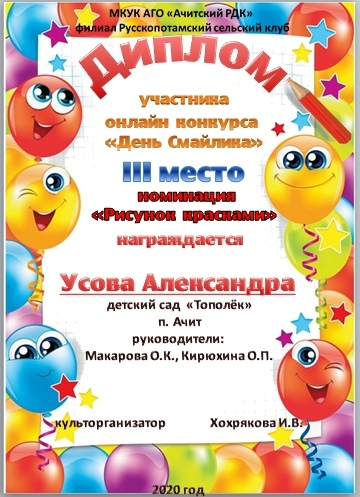 МКУК АГО «Ачитский РДК»
филиал Русскопотамский сельский клуб
Диплом
участника
онлайн конкурса
«День Смайлика»
III место
номинация
«Рисунок красками»
награждается
Усова Александра
детский сад «Тополёк»
п. Ачит
руководители:
Макарова О.К., Кирюхина О.П.
культорганизатор Хохрякова И.В.
2020 год